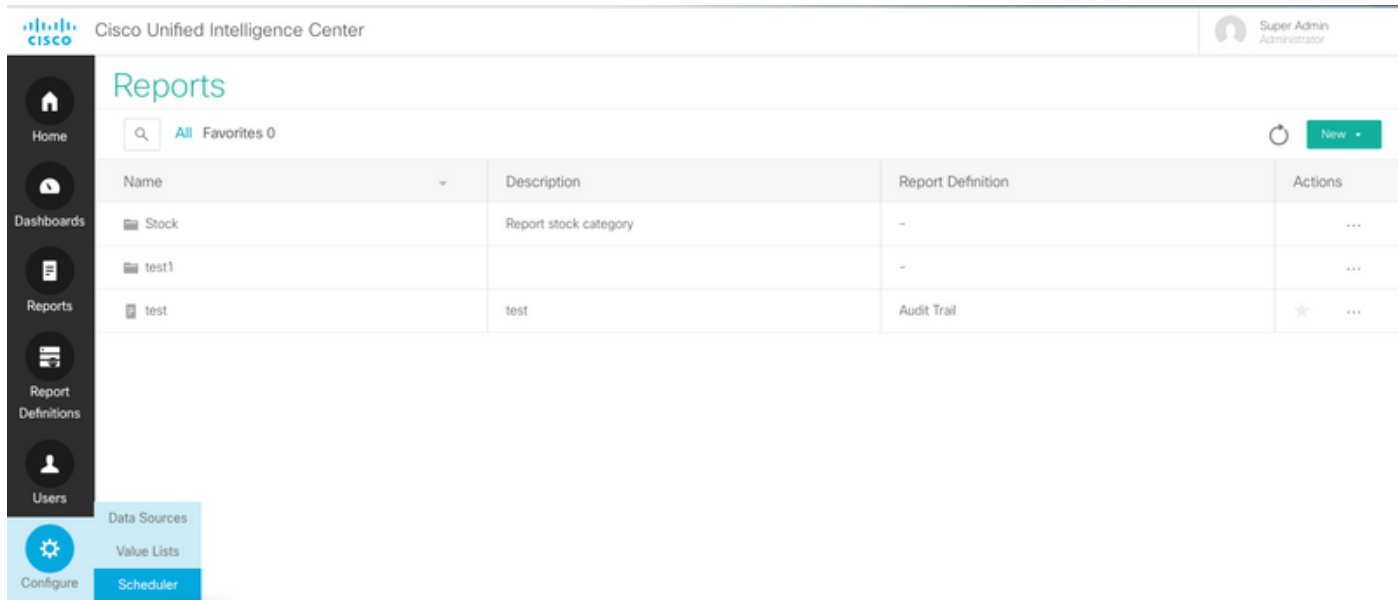 CISCO
Cisco Unified Intelligence Center
Super Admin
Administrator
Reports
Home
All Favorites 0
New
Name Description Report Definition Actions
Dashboards
Stock Report stock category - ...
test1 - ...
Reports
test test Audit Trail ...
Report
Definitions
Users
Data Sources
Value Lists
Configure
Scheduler